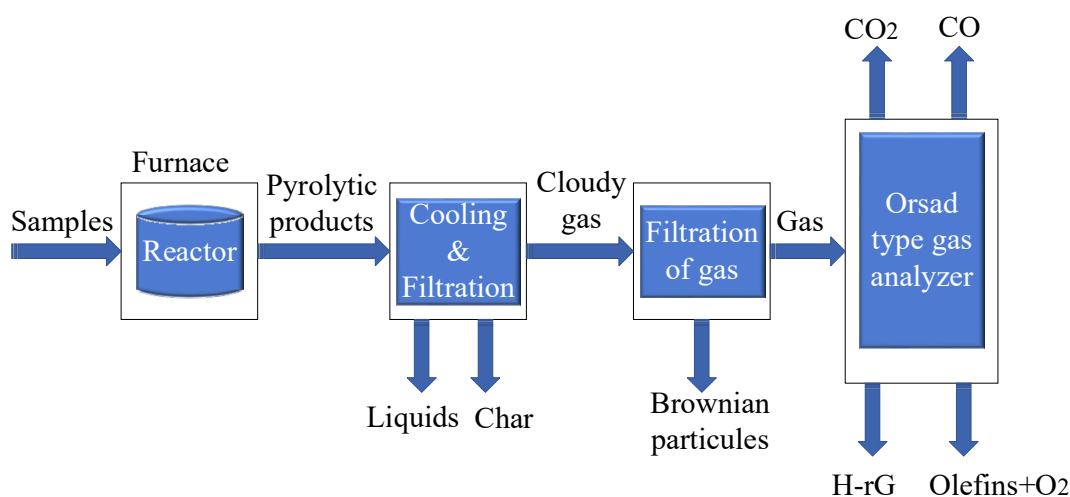 Samples
Furnace
Reactor
Pyrolytic
products
Cooling
&
Filtration
Liquids
Char
Cloudy
gas
Filtration
of gas
Brownian
particules
Gas
CO2
CO
Orsad
type gas
analyzer
H-rG
Olefins+O2